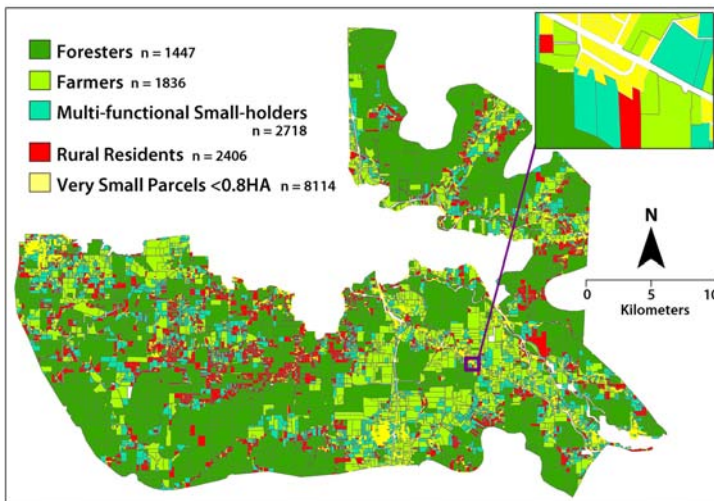 Foresters n = 1447
Farmers n = 1836
Multi-functional Small-holders
n = 2718
Rural Residents n = 2406
Very Small Parcels <0.8HA n = 8114
N
0 5 10
Kilometers